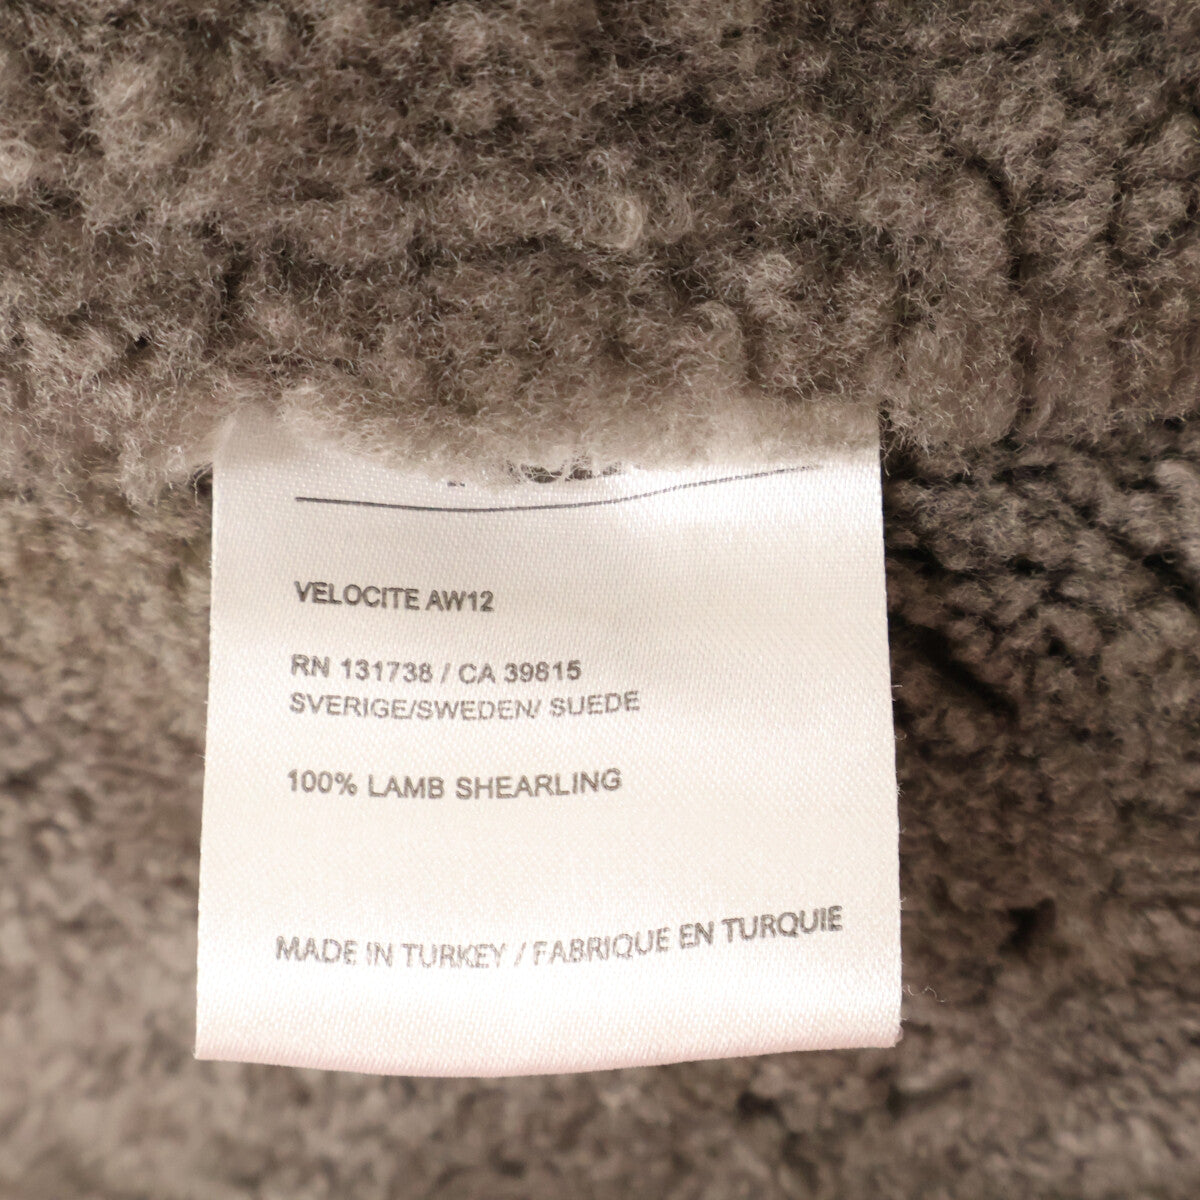 VELOCITE AW12
RN 131738 / CA 39815
SVERIGE/SWEDEN/ SUEDE
100% LAMB SHEARLING
MADE IN TURKEY / FABRIQUE EN TURQUIE